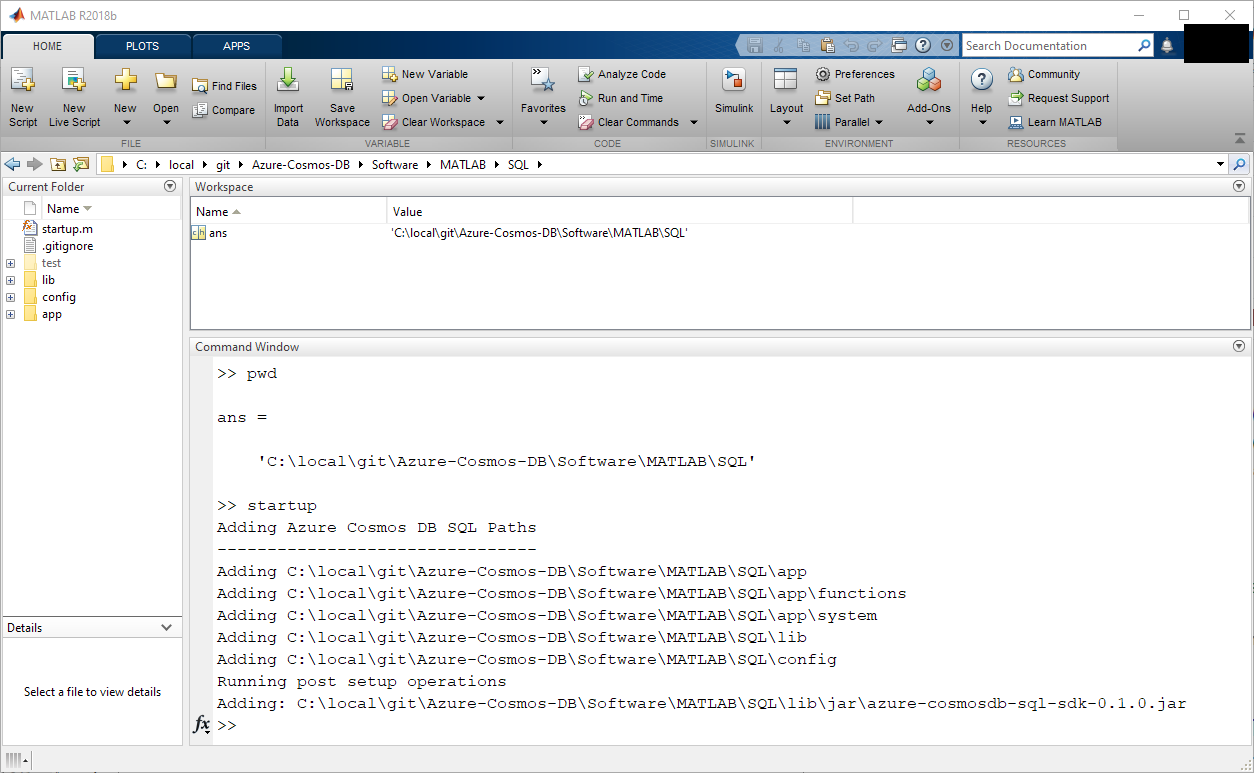 MATLAB R2018b
HOME PLOTS APPS
Search Documentation
New Script
New Live Script
New
Open
Find Files
Compare
FILE
Import Data
Save Workspace
New Variable
Open Variable
Clear Workspace
VARIABLE
Favorites
Analyze Code
Run and Time
Clear Commands
CODE
Simulink
SIMULINK
Layout
Preferences
Set Path
Parallel
Add-Ons
ENVIRONMENT
Help
Community
Request Support
Learn MATLAB
RESOURCES
C: local git Azure-Cosmos-DB Software MATLAB SQL
Current Folder
Name
startup.m
.gitignore
test
lib
config
app
Details
Select a file to view details
Workspace
Name Value
ans 'C:\local\git\Azure-Cosmos-DB\Software\MATLAB\SQL'
Command Window
>> pwd
ans =
'C:\local\git\Azure-Cosmos-DB\Software\MATLAB\SQL'
>> startup
Adding Azure Cosmos DB SQL Paths
--------------------------------
Adding C:\local\git\Azure-Cosmos-DB\Software\MATLAB\SQL\app
Adding C:\local\git\Azure-Cosmos-DB\Software\MATLAB\SQL\app\functions
Adding C:\local\git\Azure-Cosmos-DB\Software\MATLAB\SQL\app\system
Adding C:\local\git\Azure-Cosmos-DB\Software\MATLAB\SQL\lib
Adding C:\local\git\Azure-Cosmos-DB\Software\MATLAB\SQL\config
Running post setup operations
Adding: C:\local\git\Azure-Cosmos-DB\Software\MATLAB\SQL\lib\jar\azure-cosmosdb-sql-sdk-0.1.0.jar
fx >>